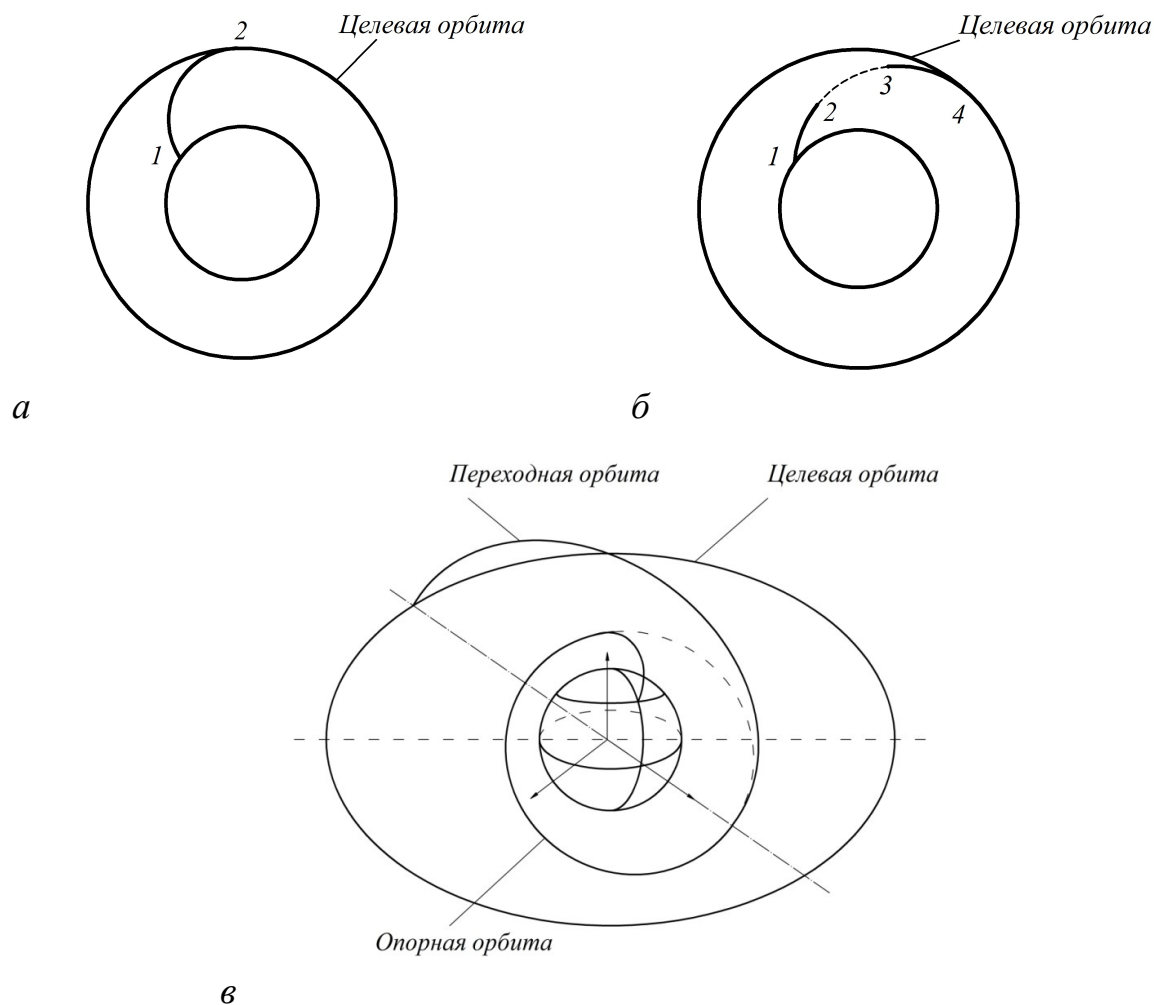 2
Целевая орбита
1
а
Целевая орбита
2
3
4
1
б
Переходная орбита
Целевая орбита
Опорная орбита
в